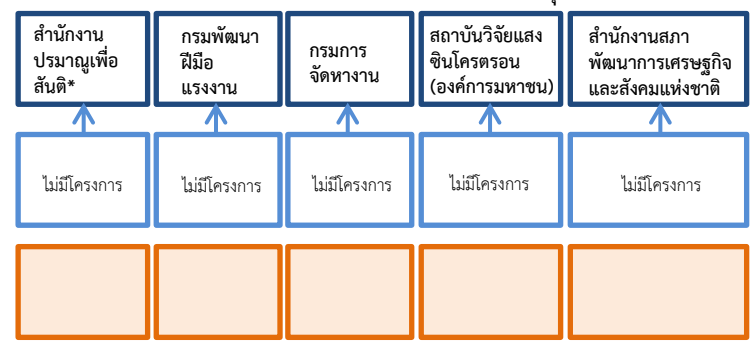 สำนักงาน
ปรมาณูเพื่อ
สันติ*
กรมพัฒนา
ฝีมือ
แรงงาน
กรมการ
จัดหางาน
สถาบันวิจัยแสง
ซินโครตรอน
(องค์การมหาชน)
สำนักงานสภา
พัฒนาการเศรษฐกิจ
และสังคมแห่งชาติ
ไม่มีโครงการ
ไม่มีโครงการ
ไม่มีโครงการ
ไม่มีโครงการ
ไม่มีโครงการ